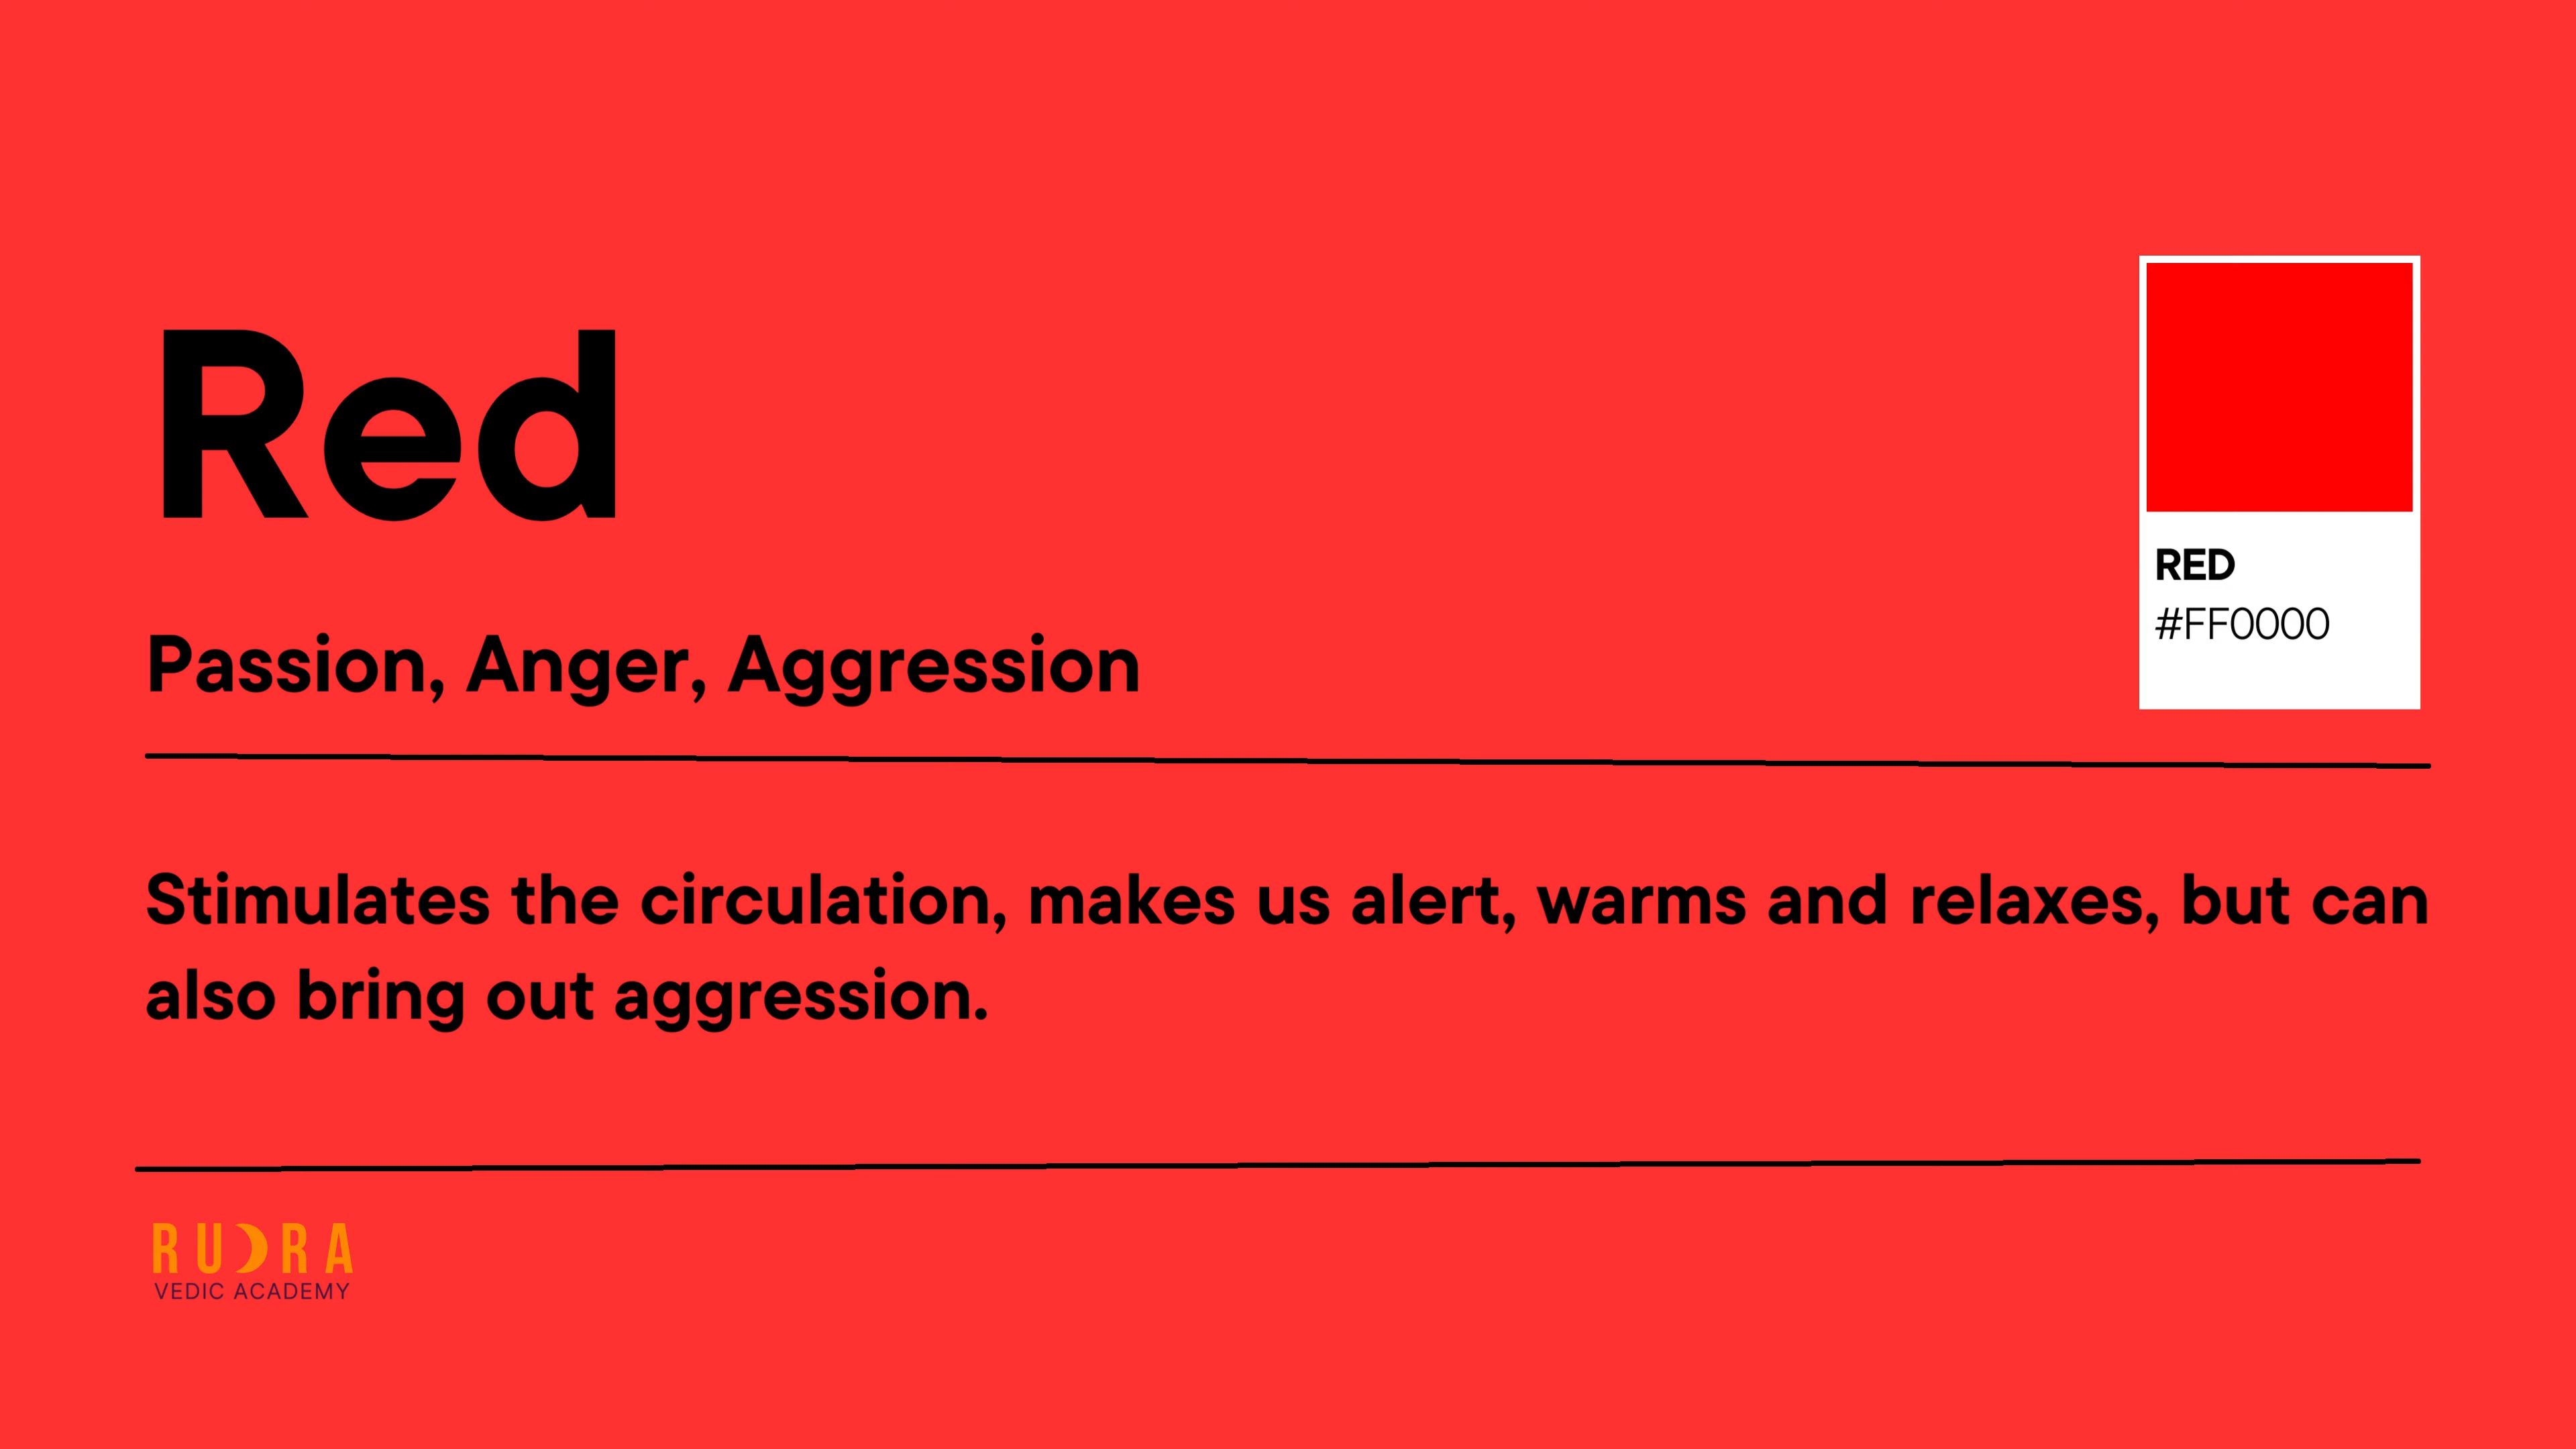 Red
Passion, Anger, Aggression
RED
#FF0000
Stimulates the circulation, makes us alert, warms and relaxes, but can
also bring out aggression.
RUDRA
VEDIC ACADEMY